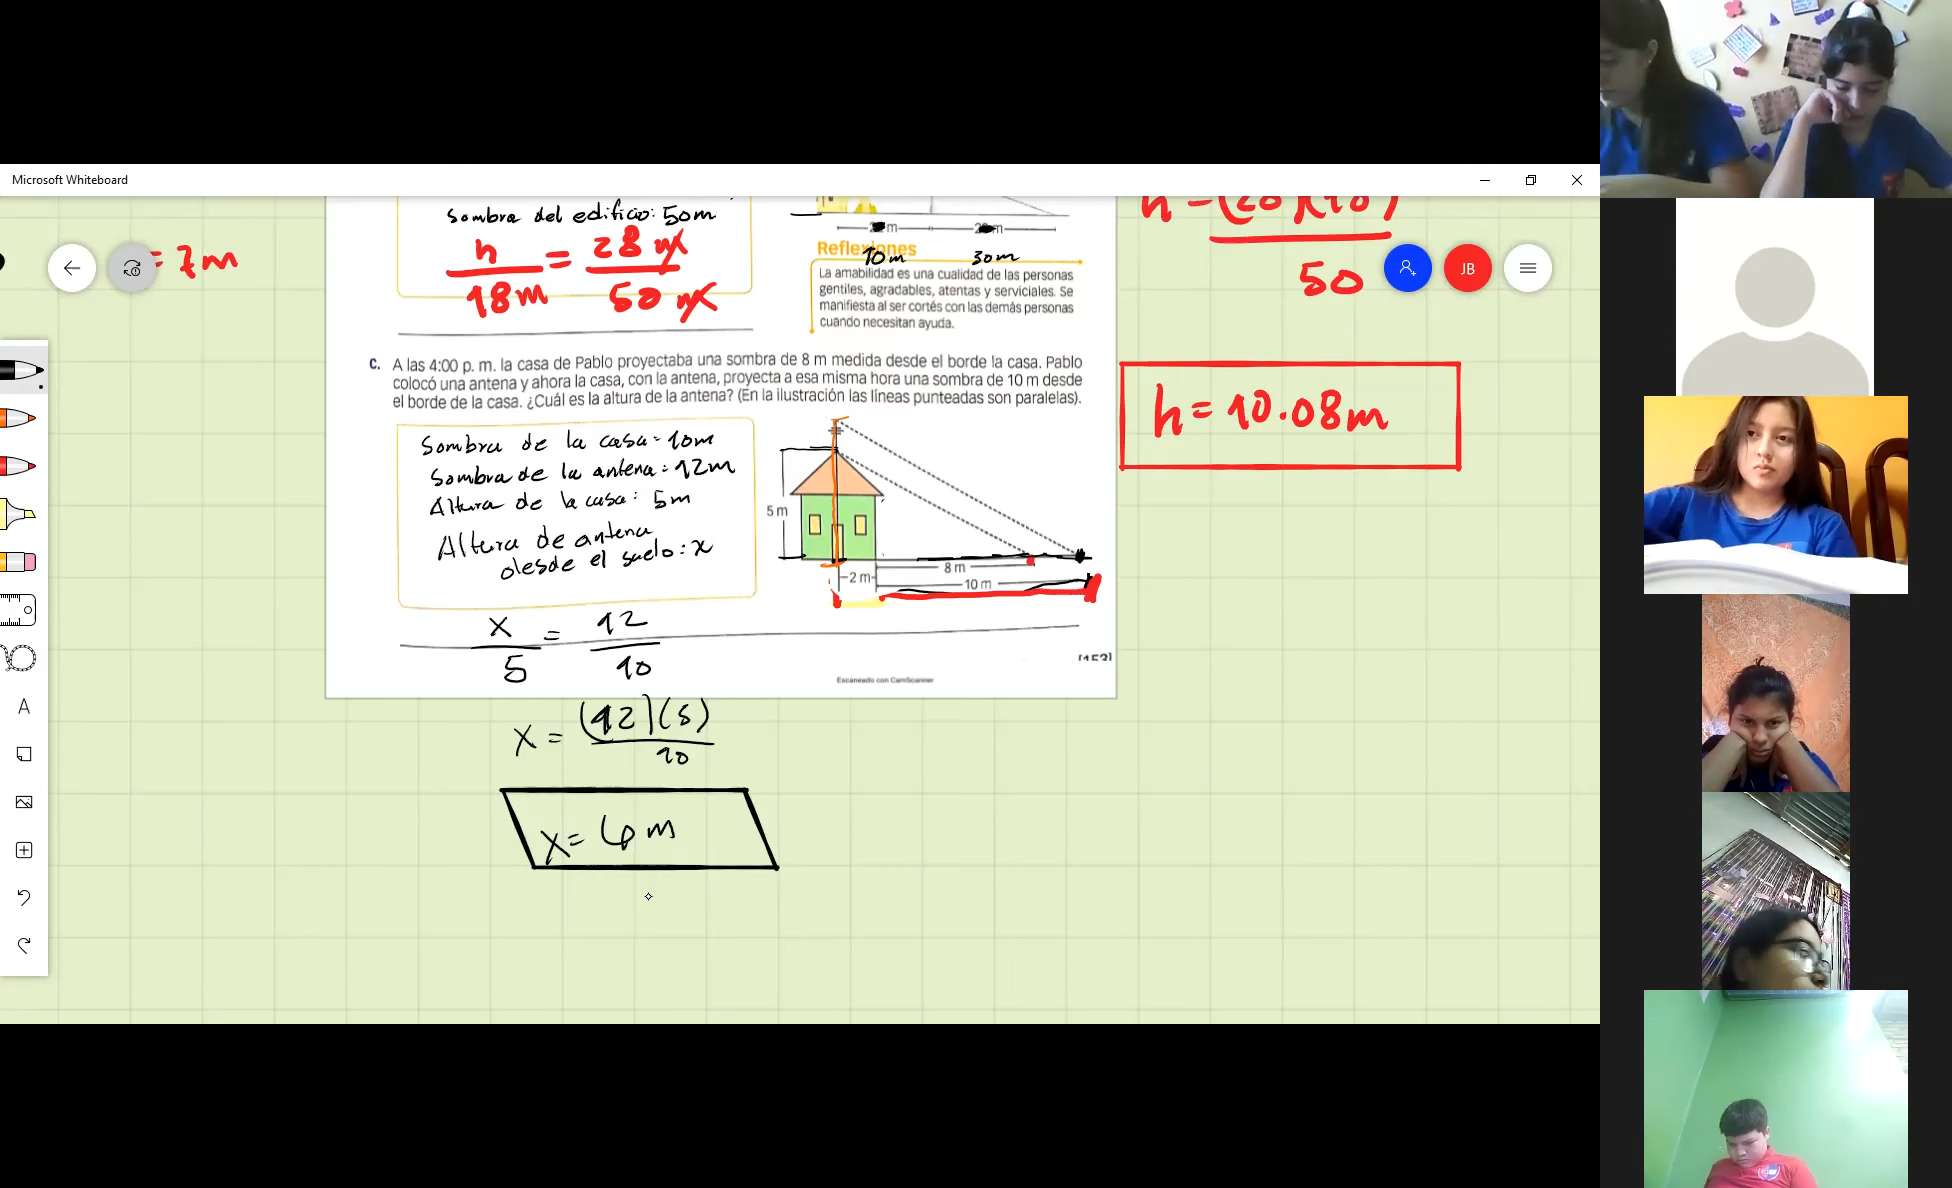 Microsoft Whiteboard
Sombra del edificio: 50m
h = 28 m
18m 50 m
m m
10m 30m
Reflexiones
La amabilidad es una cualidad de las personas
gentiles, agradables, atentas y serviciales. Se
manifiesta al ser cortés con las demás personas
cuando necesitan ayuda.
= 7m
50
JB
h = 10.08m
c. A las 4:00 p. m. la casa de Pablo proyectaba una sombra de 8 m medida desde el borde la casa. Pablo
colocó una antena y ahora la casa, con la antena, proyecta a esa misma hora una sombra de 10 m desde
el borde de la casa. ¿Cuál es la altura de la antena? (En la ilustración las líneas punteadas son paralelas).
Sombra de la casa = 10m
Sombra de la antena: 12m
Altura de la casa: 5m
Altura de antena
desde el suelo: x
5 m
8 m
2 m
10 m
x = 12
5 10
[153]
Escaneado con CamScanner
x = (12)(5)
10
x = 6 m
A